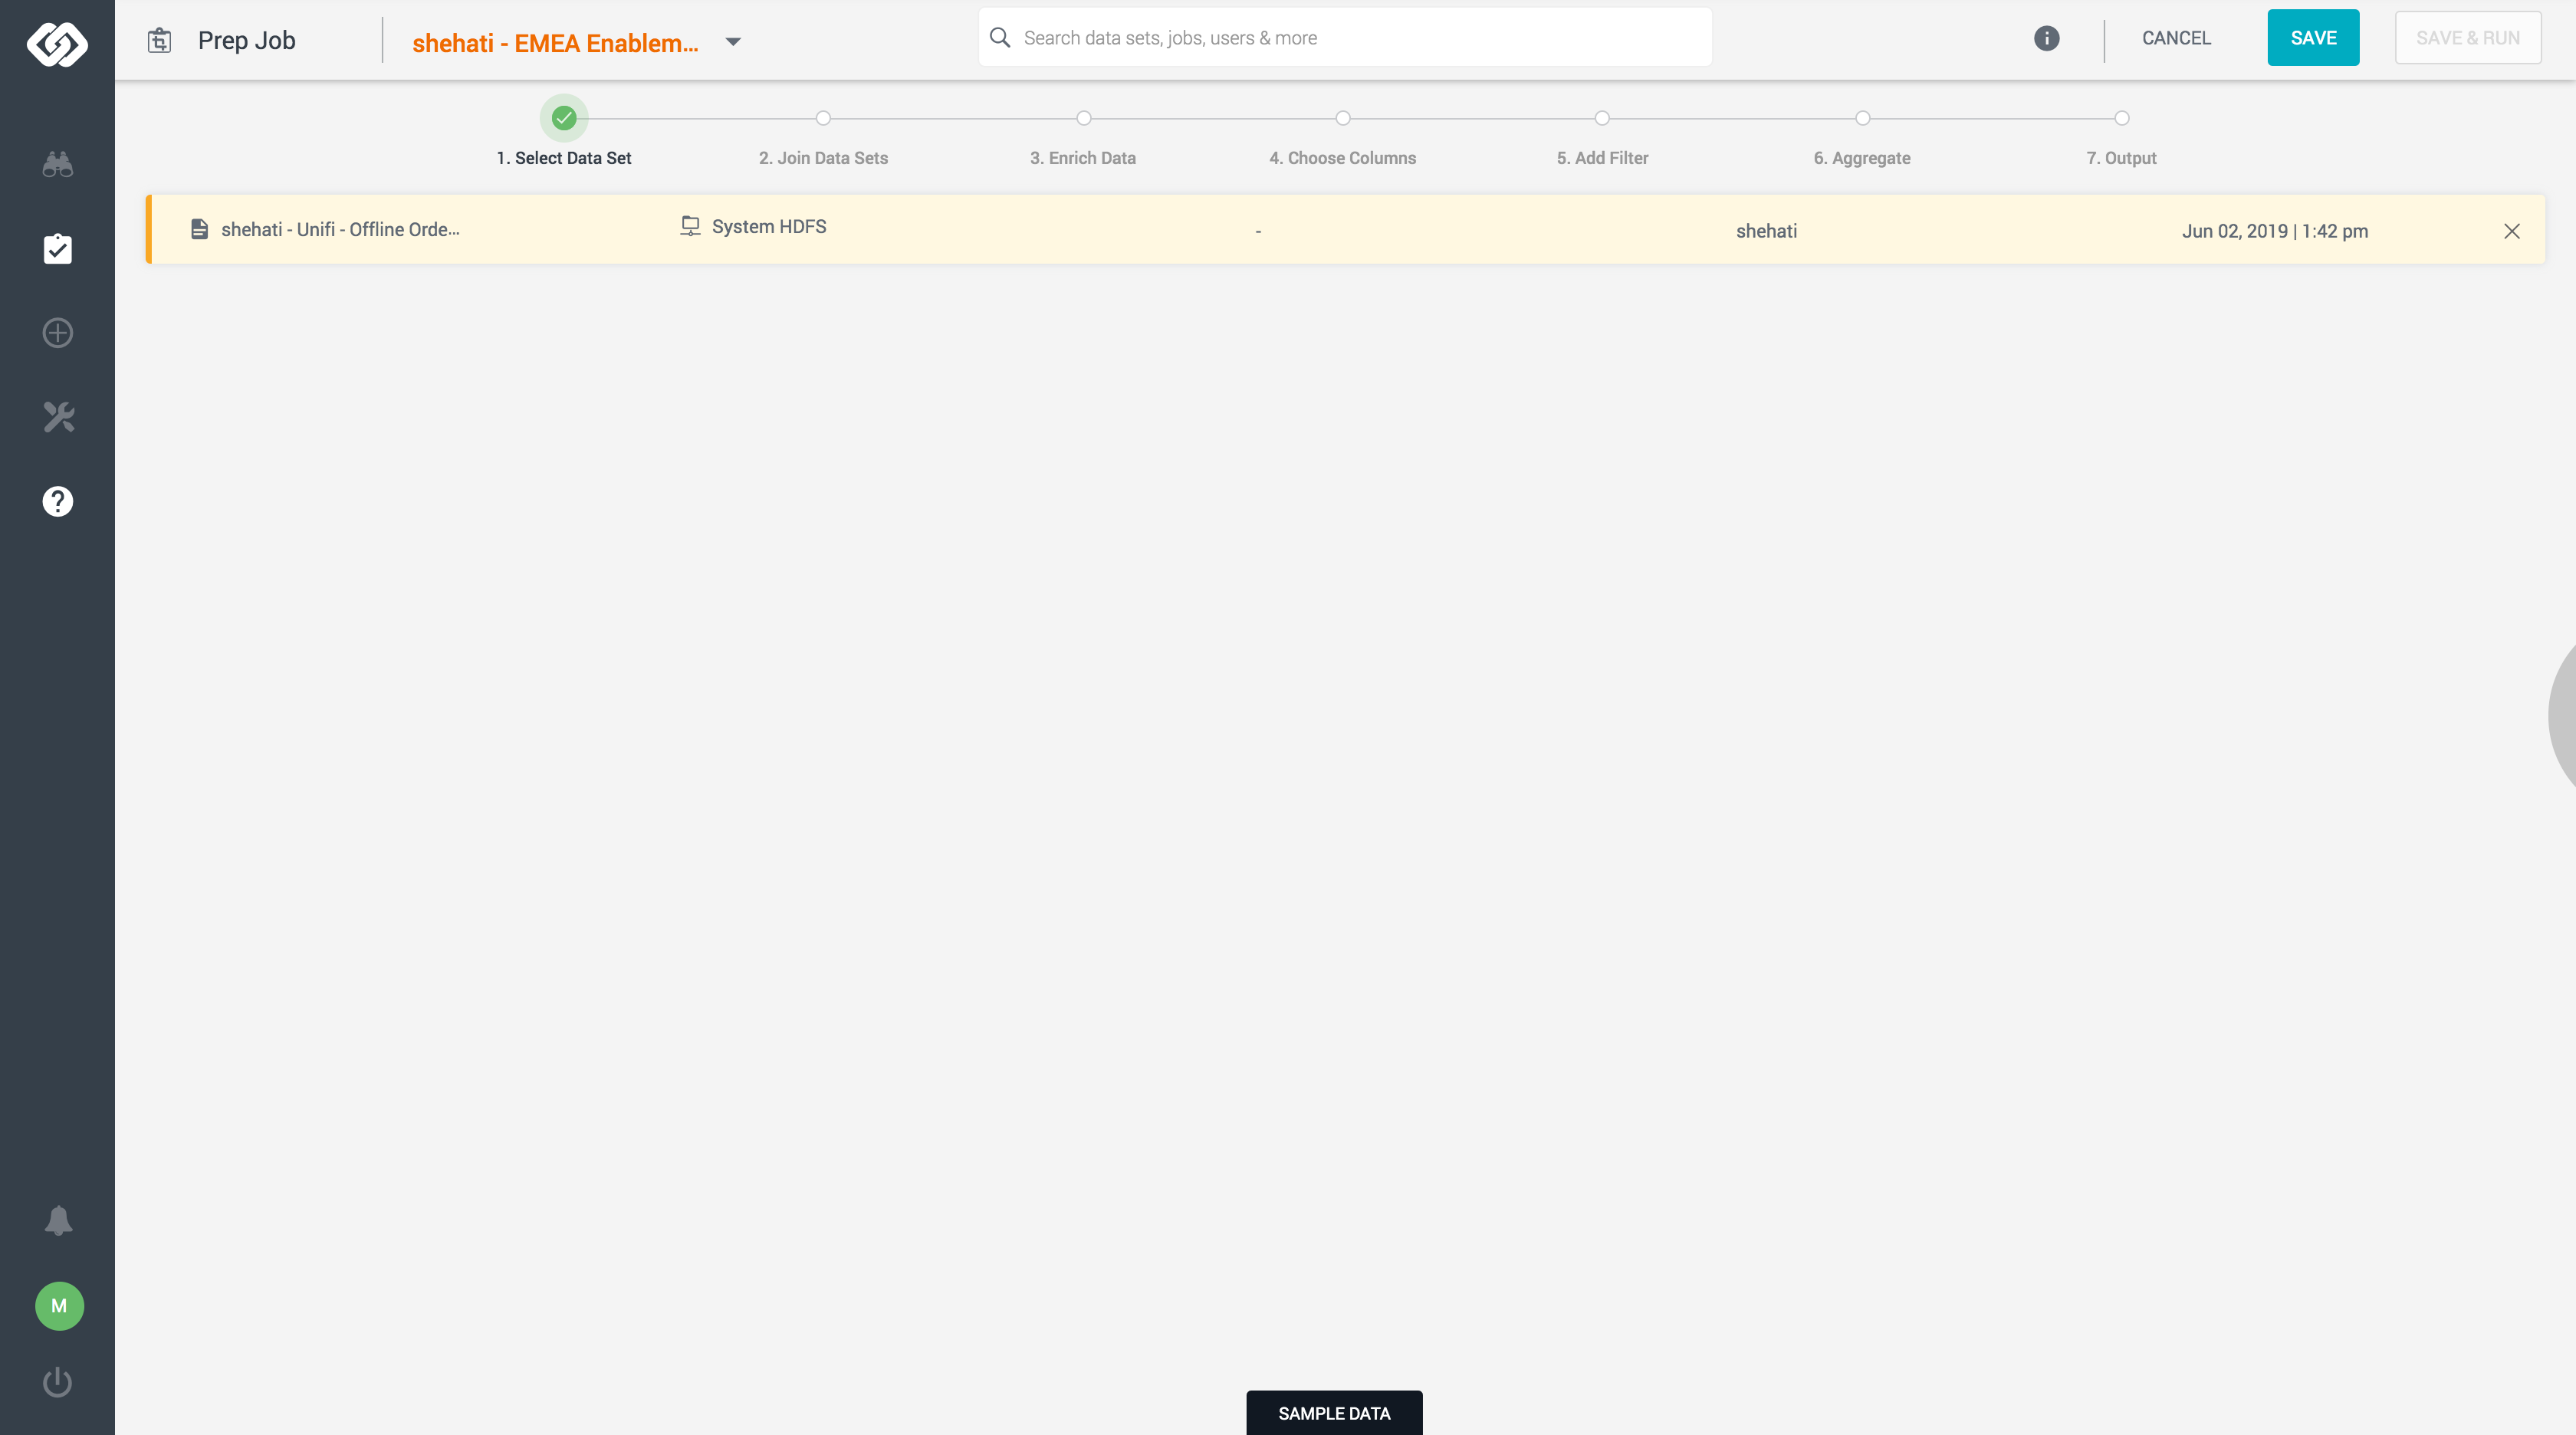 Prep Job
shehati - EMEA Enablem...
Search data sets, jobs, users & more
CANCEL
SAVE
SAVE & RUN
1. Select Data Set
2. Join Data Sets
3. Enrich Data
4. Choose Columns
5. Add Filter
6. Aggregate
7. Output
shehati - Unifi - Offline Orde...
System HDFS
-
shehati
Jun 02, 2019 | 1:42 pm
M
SAMPLE DATA